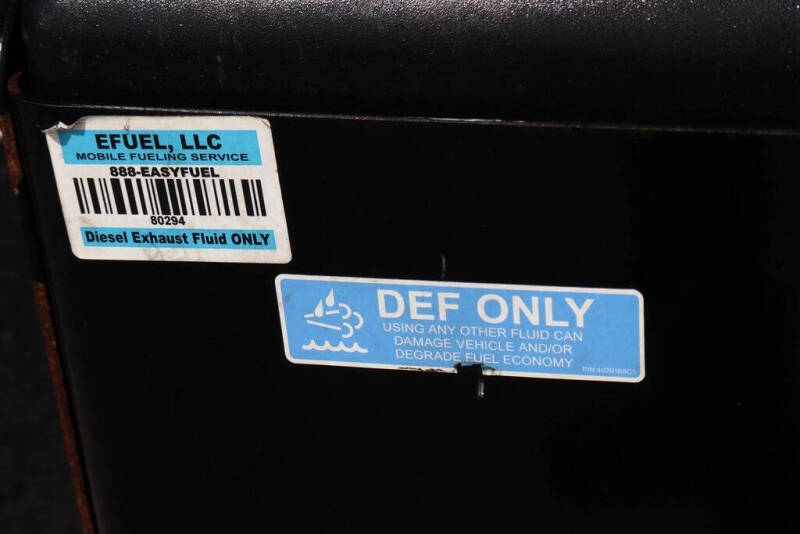 EFUEL, LLC
MOBILE FUELING SERVICE
888-EASYFUEL
80294
Diesel Exhaust Fluid ONLY
DEF ONLY
USING ANY OTHER FLUID CAN
DAMAGE VEHICLE AND/OR
DEGRADE FUEL ECONOMY